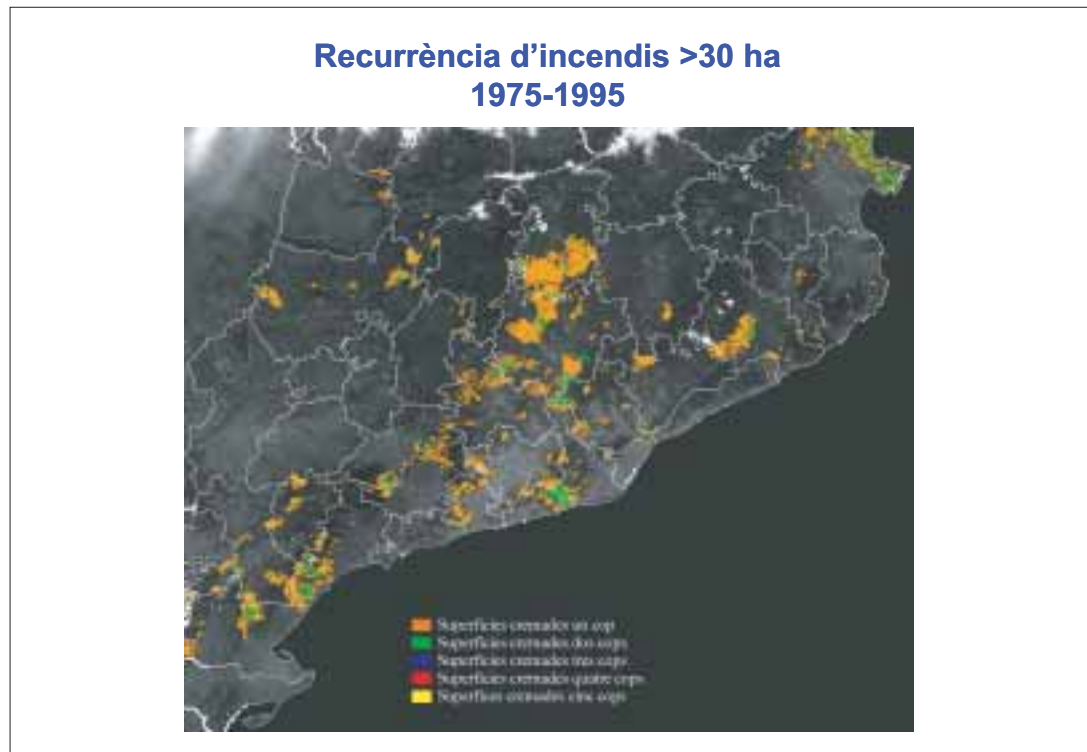 Recurrència d'incendis >30 ha
1975-1995
Superfícies cremades un cop
Superfícies cremades dos cops
Superfícies cremades tres cops
Superfícies cremades quatre cops
Superfícies cremades cinc cops